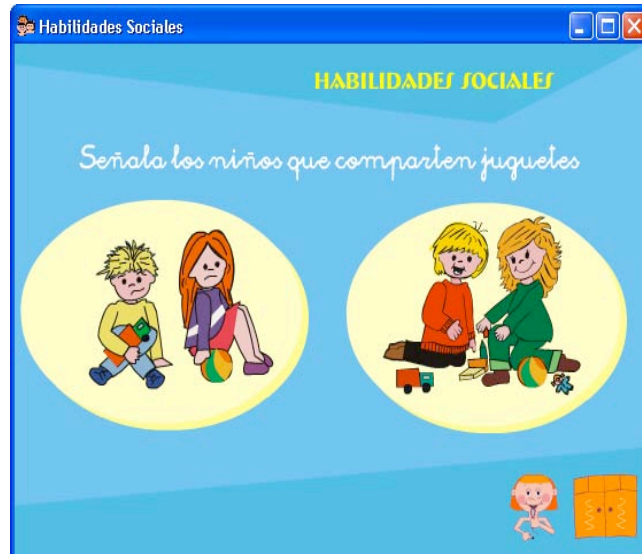 Habilidades Sociales
HABILIDADES SOCIALES
Señala los niños que comparten juguetes